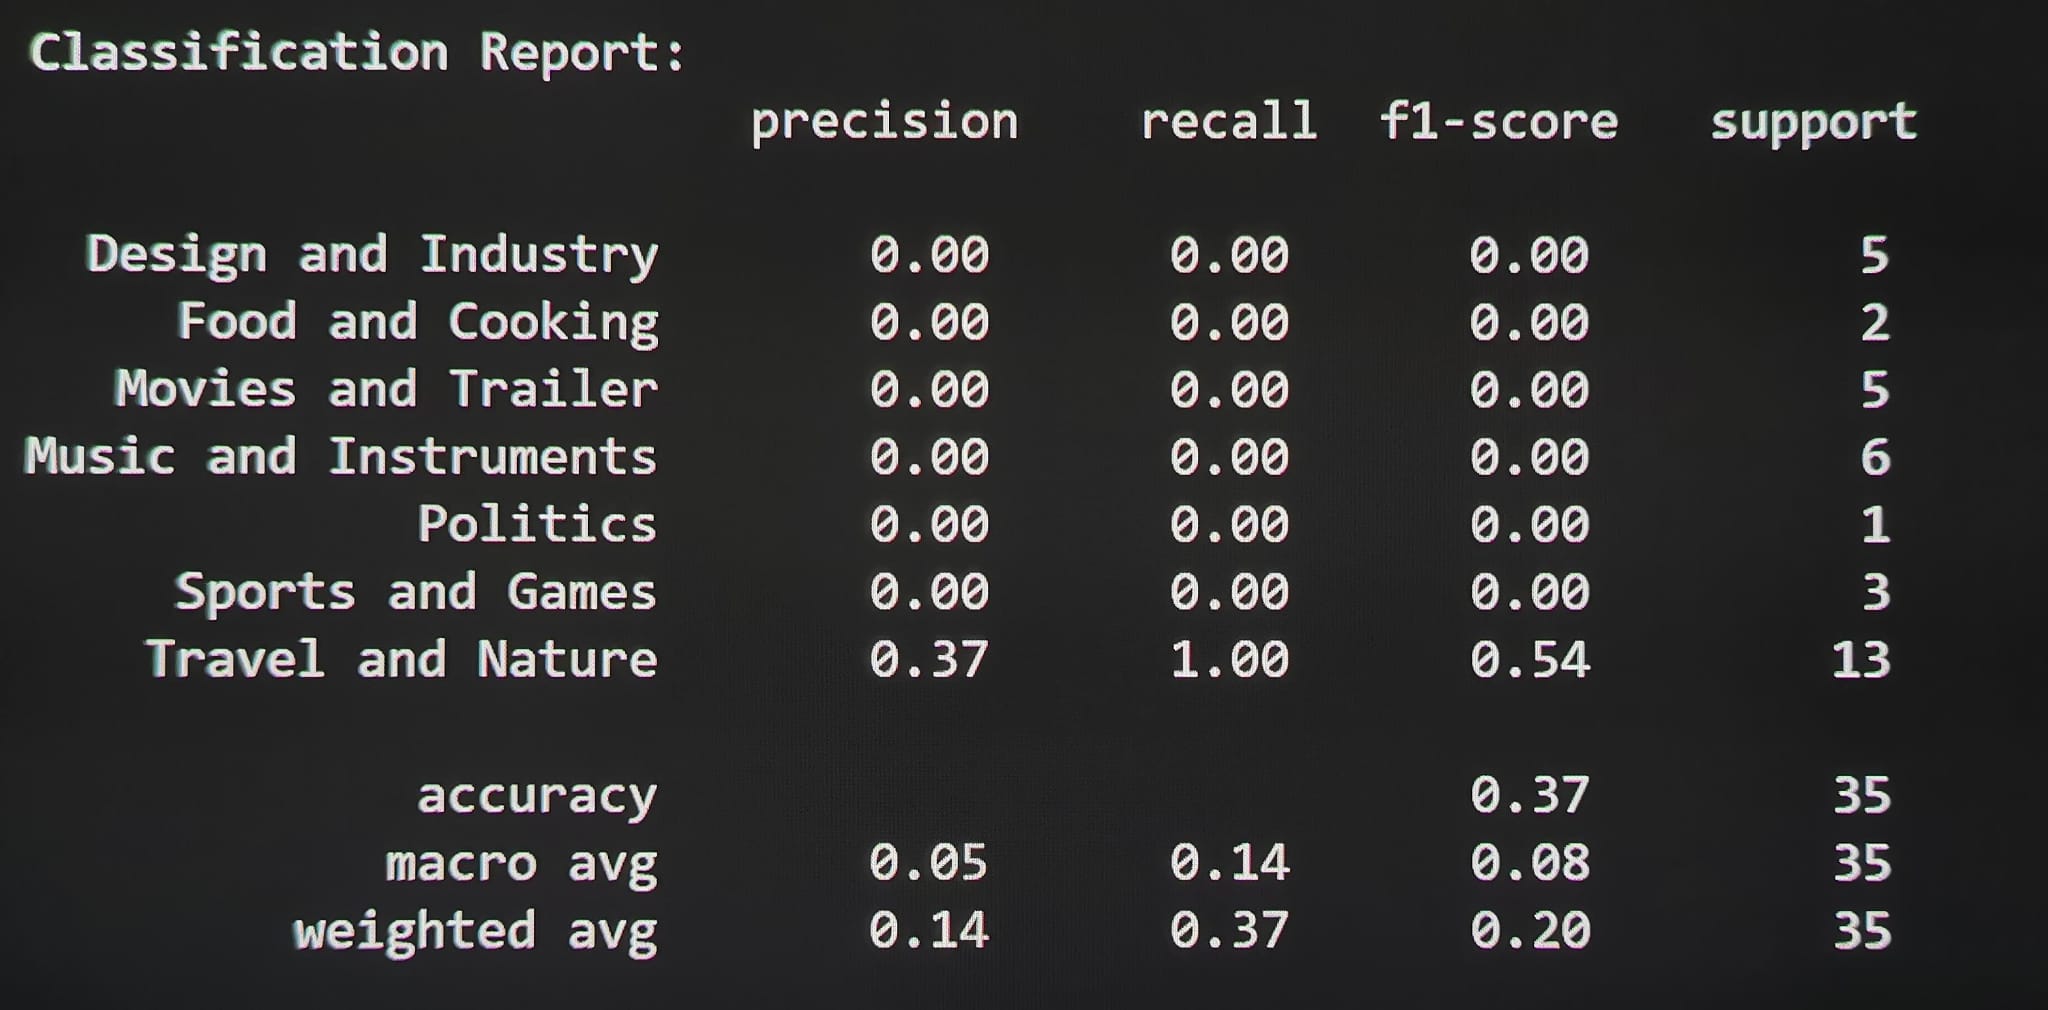 Classification Report:
precision recall f1-score support
Design and Industry 0.00 0.00 0.00 5
Food and Cooking 0.00 0.00 0.00 2
Movies and Trailer 0.00 0.00 0.00 5
Music and Instruments 0.00 0.00 0.00 6
Politics 0.00 0.00 0.00 1
Sports and Games 0.00 0.00 0.00 3
Travel and Nature 0.37 1.00 0.54 13
accuracy 0.37 35
macro avg 0.05 0.14 0.08 35
weighted avg 0.14 0.37 0.20 35